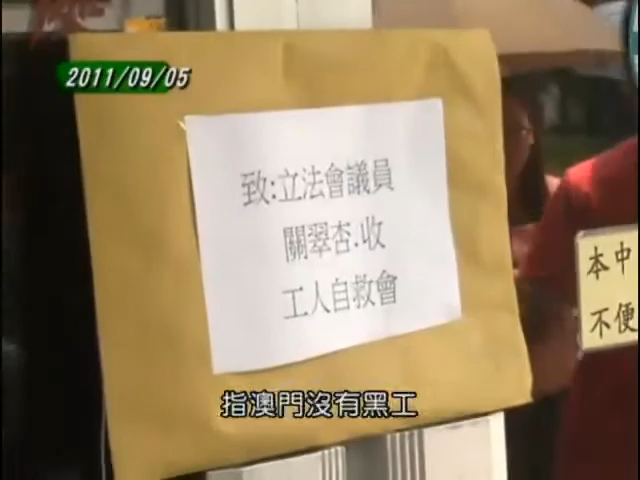 2011/09/05
致:立法會議員
關翠杏.收
工人自救會
本中
不便
指澳門沒有黑工